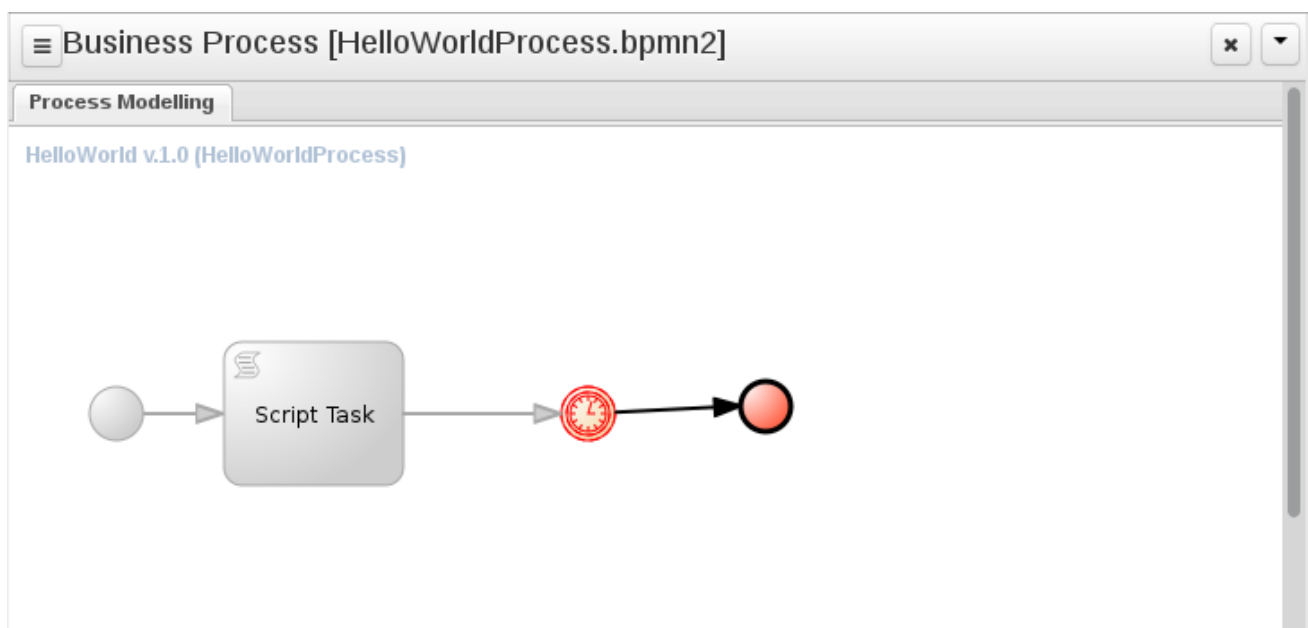 Business Process [HelloWorldProcess.bpmn2]
Process Modelling
HelloWorld v.1.0 (HelloWorldProcess)
Script Task